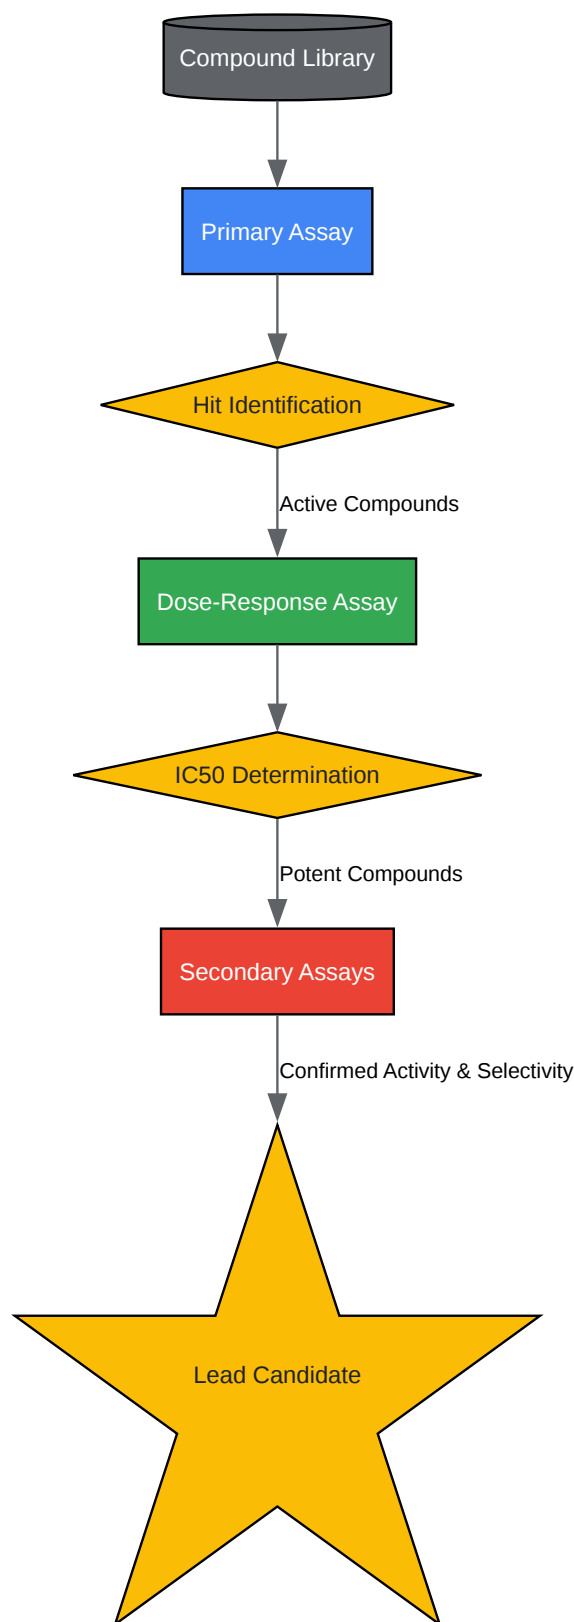 Compound Library
Primary Assay
Hit Identification
Active Compounds
Dose-Response Assay
IC50 Determination
Potent Compounds
Secondary Assays
Confirmed Activity & Selectivity
Lead Candidate